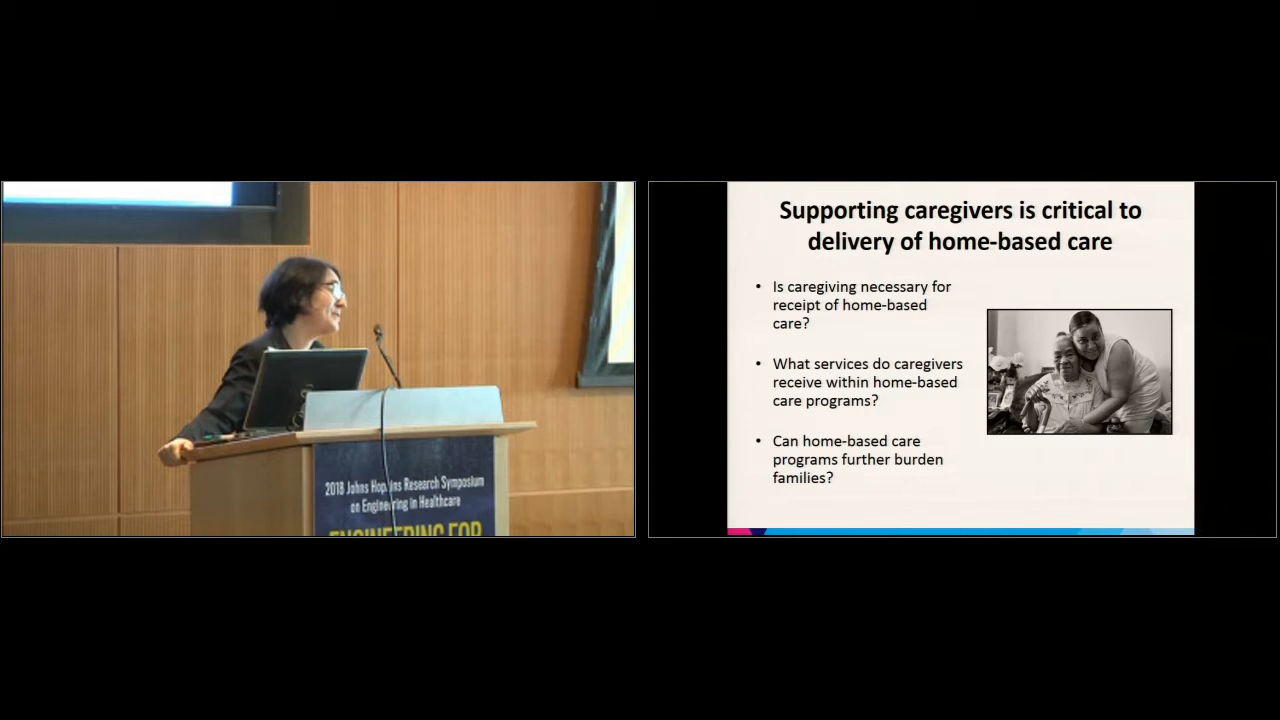 2018 Johns Hopkins Research Symposium
on Engineering in Healthcare
ENGINEERING FOR
Supporting caregivers is critical to
delivery of home-based care
• Is caregiving necessary for
receipt of home-based
care?
• What services do caregivers
receive within home-based
care programs?
• Can home-based care
programs further burden
families?